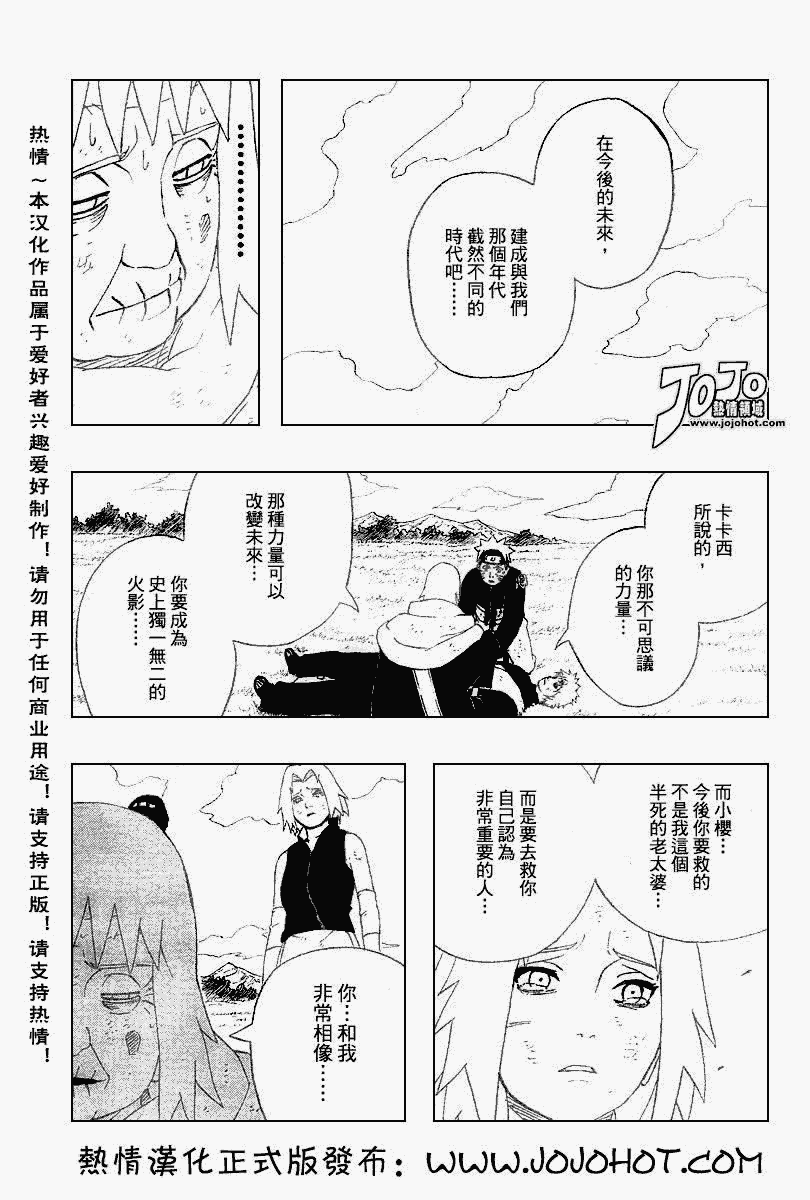 在今後的未來，
建成與我們
那個年代
截然不同的
時代吧……
…………
JOJO
熱情領域
www.jojohot.com
卡卡西
所說的，
你那不可思議
的力量…
那種力量可以
改變未來…
你要成為
史上獨一無二的
火影……
而小櫻…
今後你要救的
不是我這個
半死的老太婆…
而是要去救你
自己認為
非常重要的人…
你…和我
非常相像……
热情～本汉化作品属于爱好者兴趣爱好制作！请勿用于任何商业用途！请支持正版！请支持热情！
熱情漢化正式版發布：WWW.JOJOHOT.COM